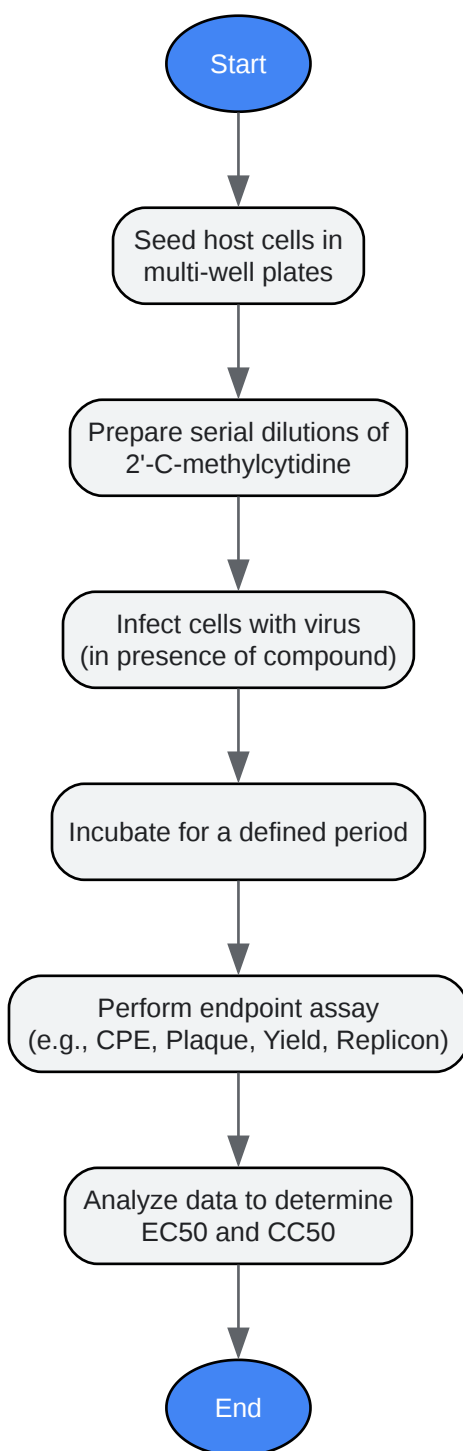 Start
Seed host cells in
multi-well plates
Prepare serial dilutions of
2'-C-methylcytidine
Infect cells with virus
(in presence of compound)
Incubate for a defined period
Perform endpoint assay
(e.g., CPE, Plaque, Yield, Replicon)
Analyze data to determine
EC50 and CC50
End